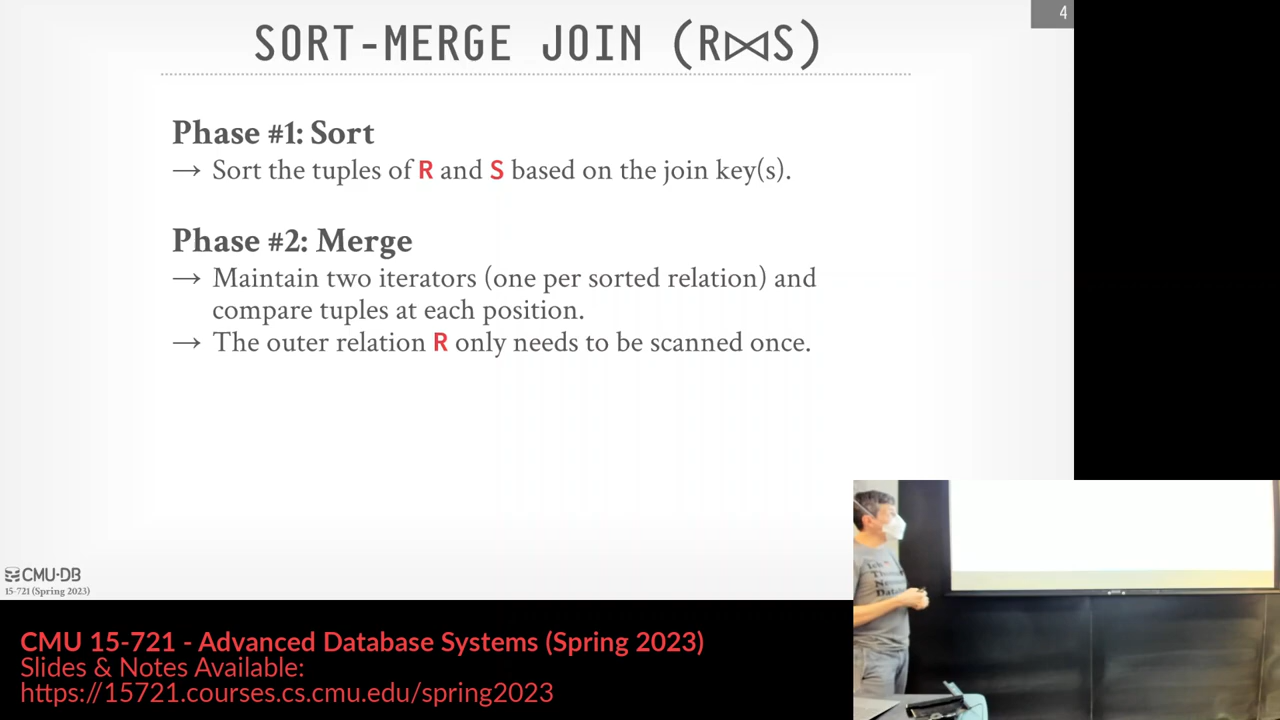 4
SORT-MERGE JOIN (R⋈S)
Phase #1: Sort
→ Sort the tuples of R and S based on the join key(s).
Phase #2: Merge
→ Maintain two iterators (one per sorted relation) and
compare tuples at each position.
→ The outer relation R only needs to be scanned once.
CMU·DB
15-721 (Spring 2023)
CMU 15-721 - Advanced Database Systems (Spring 2023)
Slides & Notes Available:
https://15721.courses.cs.cmu.edu/spring2023